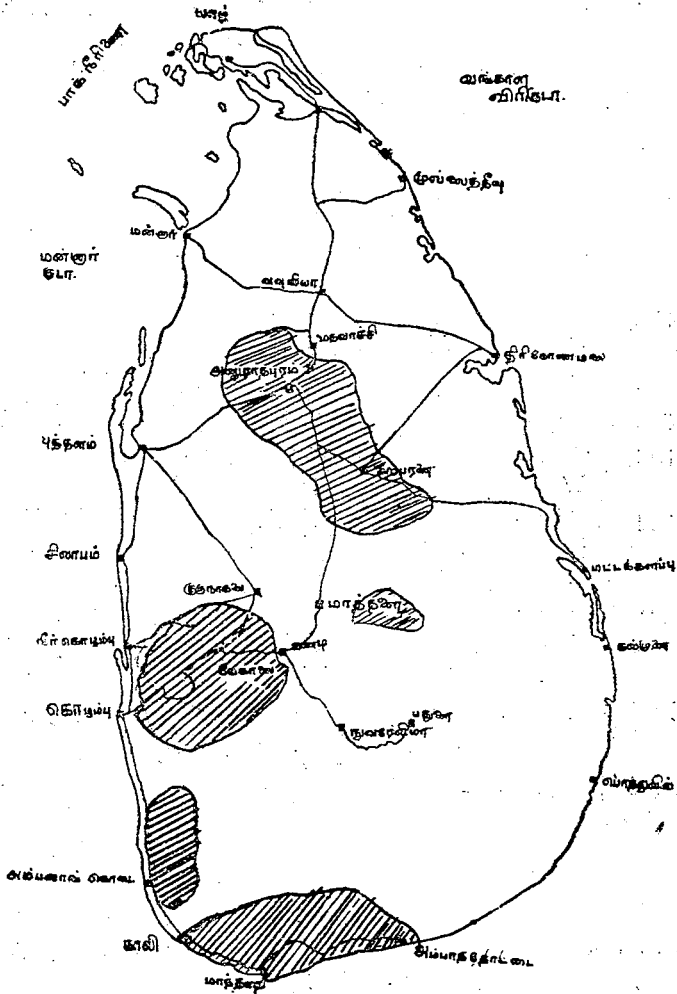 யாழ்
பாக்நீரிணை
வங்காள
விரிகுடா.
முல்லைத்தீவு
மன்னார்
மன்னார்
குடா.
வவுனியா
மதவாச்சி
திரிகோணமலை
அனுராதபுரம்
புத்தளம்
சிலாபம்
மட்டக்களப்பு
குருநாகல்
மாத்தளை
நீர்கொழும்பு
கண்டி
கல்முனை
கேகாலை
கொழும்பு
பதுளை
நுவரேலியா
பொத்துவில்
அம்பலாங் கொடை
காலி
அம்பாந்தோட்டை
மாத்தறை